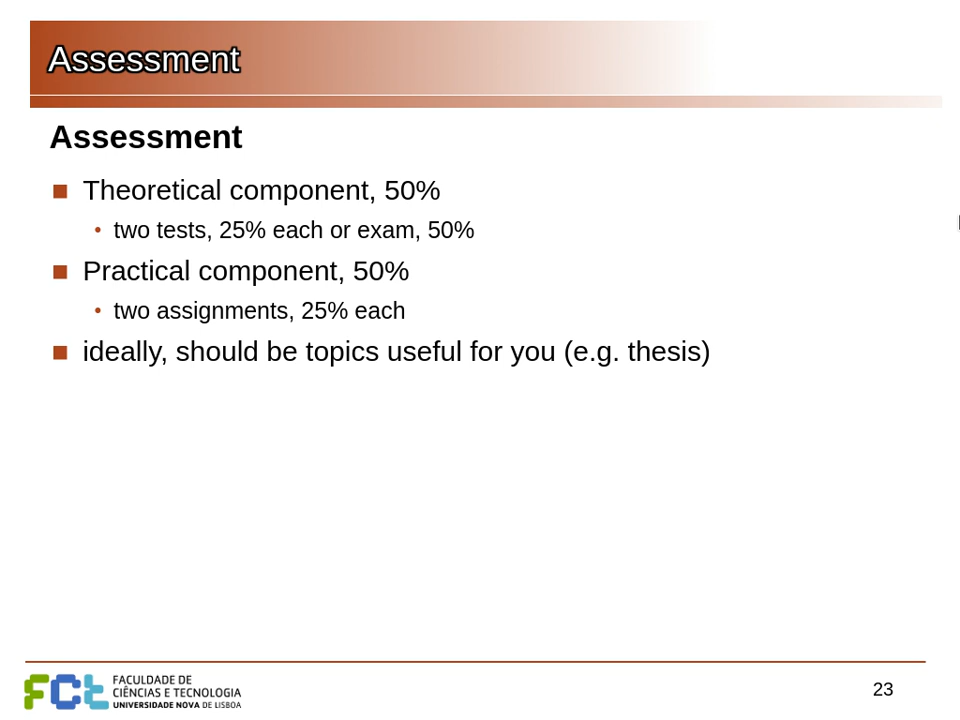 Assessment
Assessment
Theoretical component, 50%
two tests, 25% each or exam, 50%
Practical component, 50%
two assignments, 25% each
ideally, should be topics useful for you (e.g. thesis)
FCt
FACULDADE DE
CIÊNCIAS E TECNOLOGIA
UNIVERSIDADE NOVA DE LISBOA
23